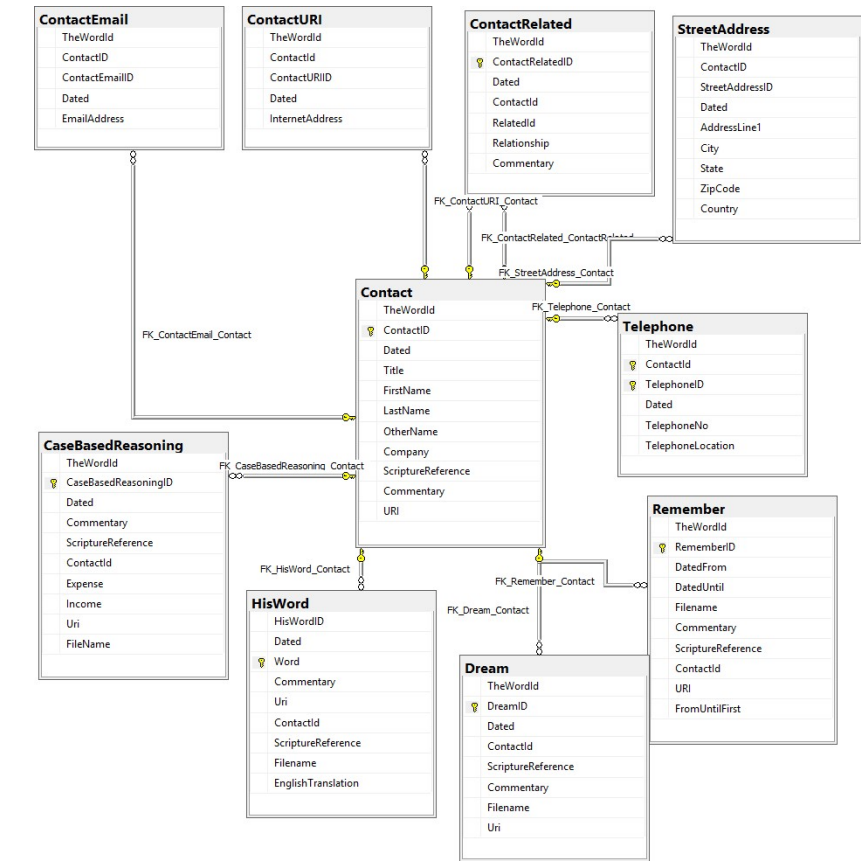 ContactEmail
TheWordId
ContactID
ContactEmailID
Dated
EmailAddress
ContactURI
TheWordId
ContactId
ContactURIID
Dated
InternetAddress
ContactRelated
TheWordId
ContactRelatedID
Dated
ContactId
RelatedId
Relationship
Commentary
StreetAddress
TheWordId
ContactID
StreetAddressID
Dated
AddressLine1
City
State
ZipCode
Country
FK_ContactURI_Contact
FK_ContactRelated_ContactRelated
FK_StreetAddress_Contact
FK_Telephone_Contact
FK_ContactEmail_Contact
Contact
TheWordId
ContactID
Dated
Title
FirstName
LastName
OtherName
Company
ScriptureReference
Commentary
URI
Telephone
TheWordId
ContactId
TelephoneID
Dated
TelephoneNo
TelephoneLocation
CaseBasedReasoning
TheWordId
CaseBasedReasoningID
Dated
Commentary
ScriptureReference
ContactId
Expense
Income
Uri
FileName
FK_CaseBasedReasoning_Contact
FK_HisWord_Contact
FK_Remember_Contact
FK_Dream_Contact
HisWord
HisWordID
Dated
Word
Commentary
Uri
ContactId
ScriptureReference
Filename
EnglishTranslation
Remember
TheWordId
RememberID
DatedFrom
DatedUntil
Filename
Commentary
ScriptureReference
ContactId
URI
FromUntilFirst
Dream
TheWordId
DreamID
Dated
ContactId
ScriptureReference
Commentary
Filename
Uri